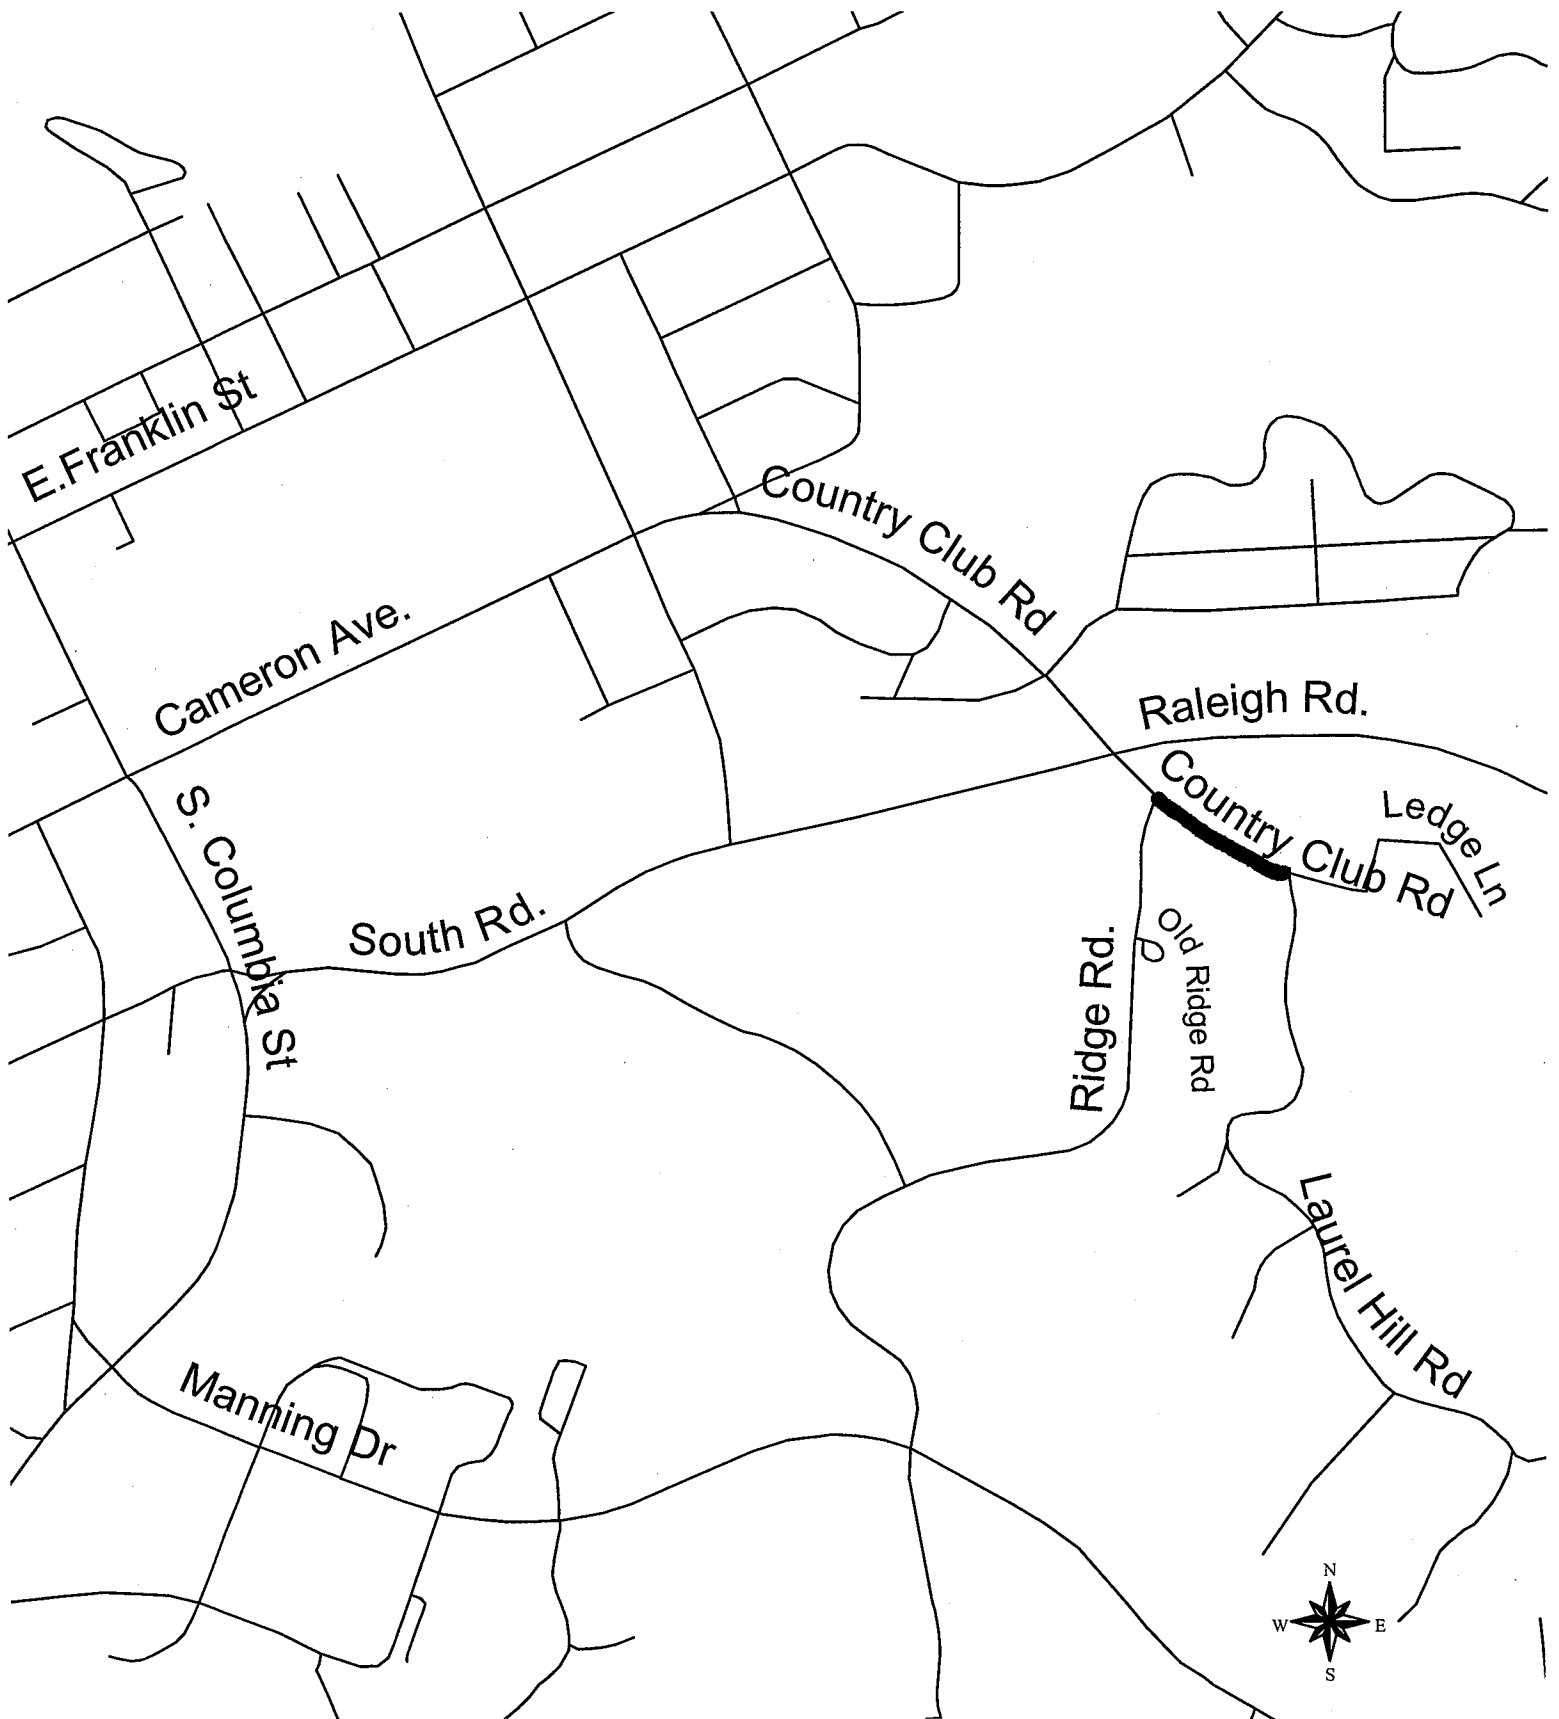 E.Franklin St
Country Club Rd
Cameron Ave.
Raleigh Rd.
Country Club Rd
Ledge Ln
S. Columbia St
South Rd.
Old Ridge Rd
Ridge Rd.
Laurel Hill Rd
Manning Dr
N
W E
S